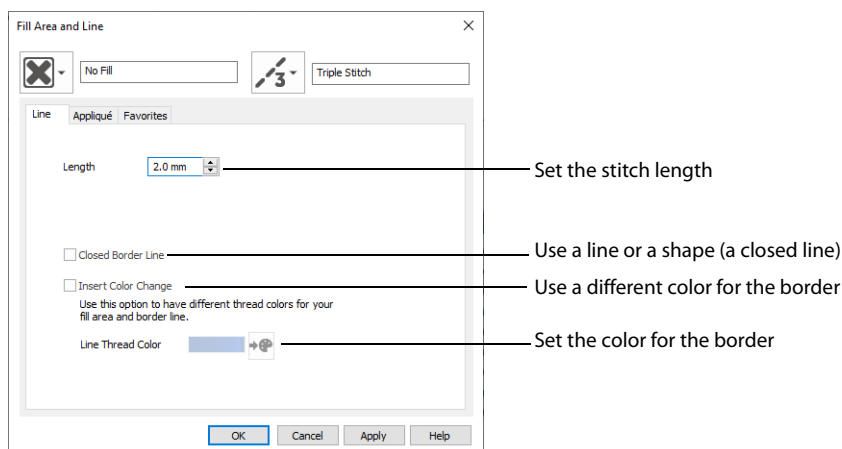 Fill Area and Line
No Fill
3
Triple Stitch
Line Appliqué Favorites
Length 2.0 mm
Set the stitch length
Closed Border Line
Use a line or a shape (a closed line)
Insert Color Change
Use a different color for the border
Use this option to have different thread colors for your
fill area and border line.
Line Thread Color
Set the color for the border
OK Cancel Apply Help